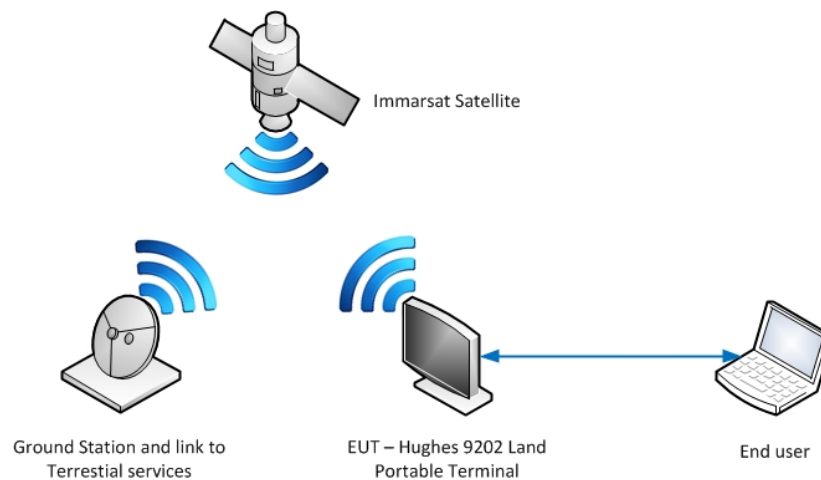 Immarsat Satellite
Ground Station and link to
Terrestial services
EUT – Hughes 9202 Land
Portable Terminal
End user